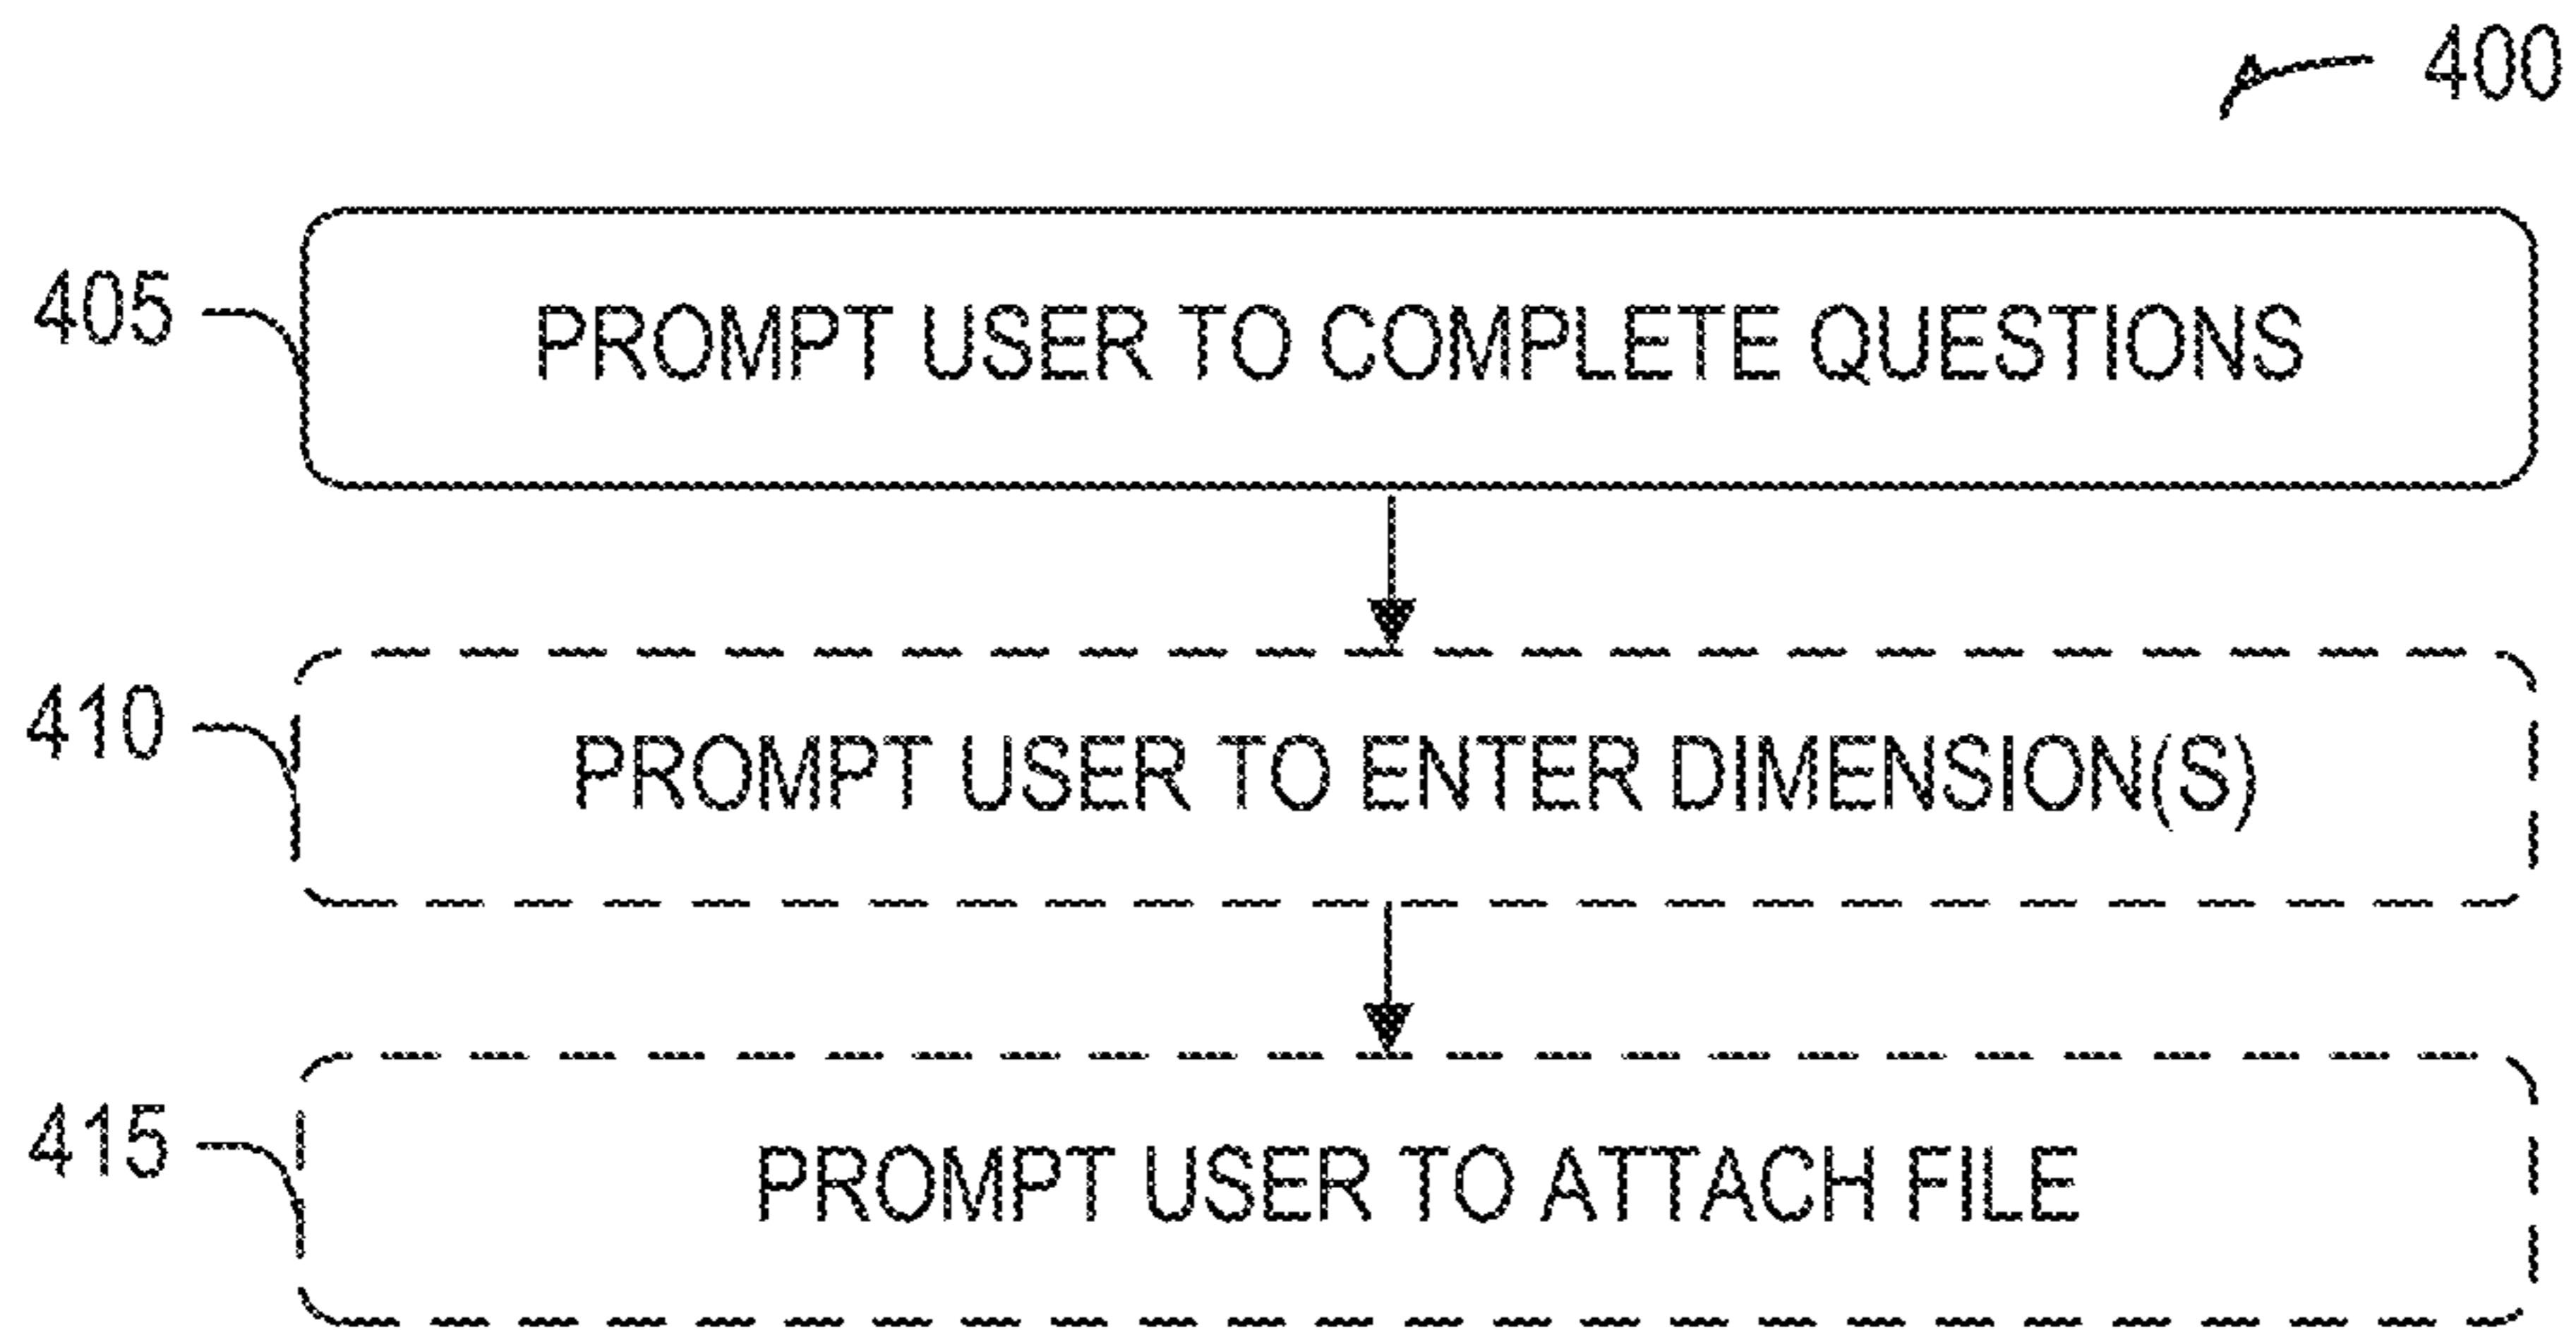 400
405
PROMPT USER TO COMPLETE QUESTIONS
410
PROMPT USER TO ENTER DIMENSION(S)
415
PROMPT USER TO ATTACH FILE